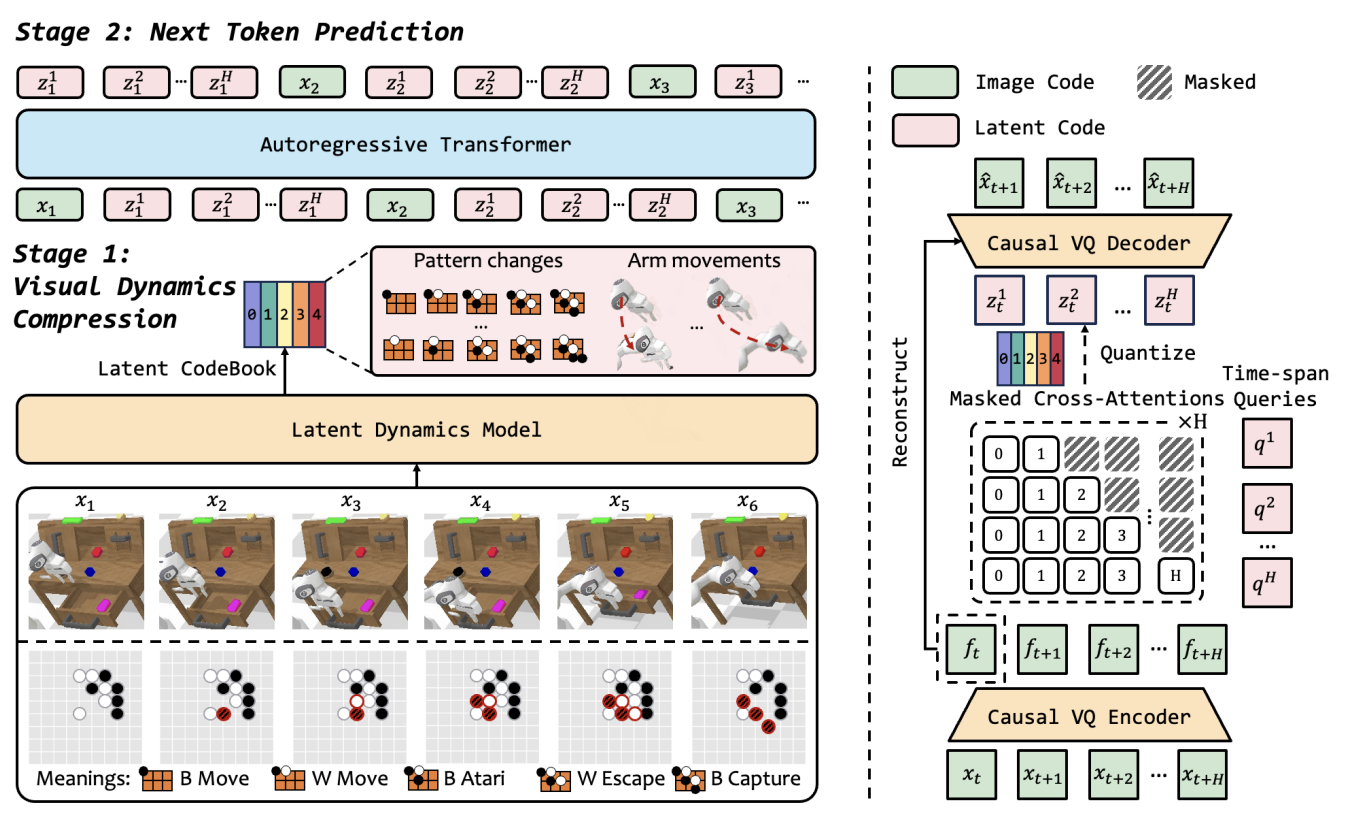 Stage 2: Next Token Prediction
z_1^1 z_1^2 ... z_1^H x_2 z_2^1 z_2^2 ... z_2^H x_3 z_3^1 ...
Autoregressive Transformer
x_1 z_1^1 z_1^2 ... z_1^H x_2 z_2^1 z_2^2 ... z_2^H x_3 ...
Stage 1:
Visual Dynamics
Compression
0 1 2 3 4
Latent CodeBook
Pattern changes
...
Arm movements
...
Latent Dynamics Model
x_1 x_2 x_3 x_4 x_5 x_6
Meanings: B Move W Move B Atari W Escape B Capture
Image Code
Masked
Latent Code
x̂_{t+1} x̂_{t+2} ... x̂_{t+H}
Causal VQ Decoder
z_t^1 z_t^2 ... z_t^H
0 1 2 3 4
Quantize
Reconstruct
Masked Cross-Attentions
×H
0 1
0 1 2
0 1 2 3
0 1 2 3 H
...
Time-span
Queries
q^1
q^2
...
q^H
f_t f_{t+1} f_{t+2} ... f_{t+H}
Causal VQ Encoder
x_t x_{t+1} x_{t+2} ... x_{t+H}